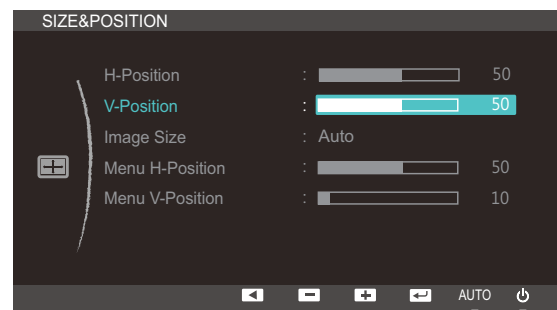 SIZE&POSITION
H-Position : 50
V-Position : 50
Image Size : Auto
Menu H-Position : 50
Menu V-Position : 10
AUTO